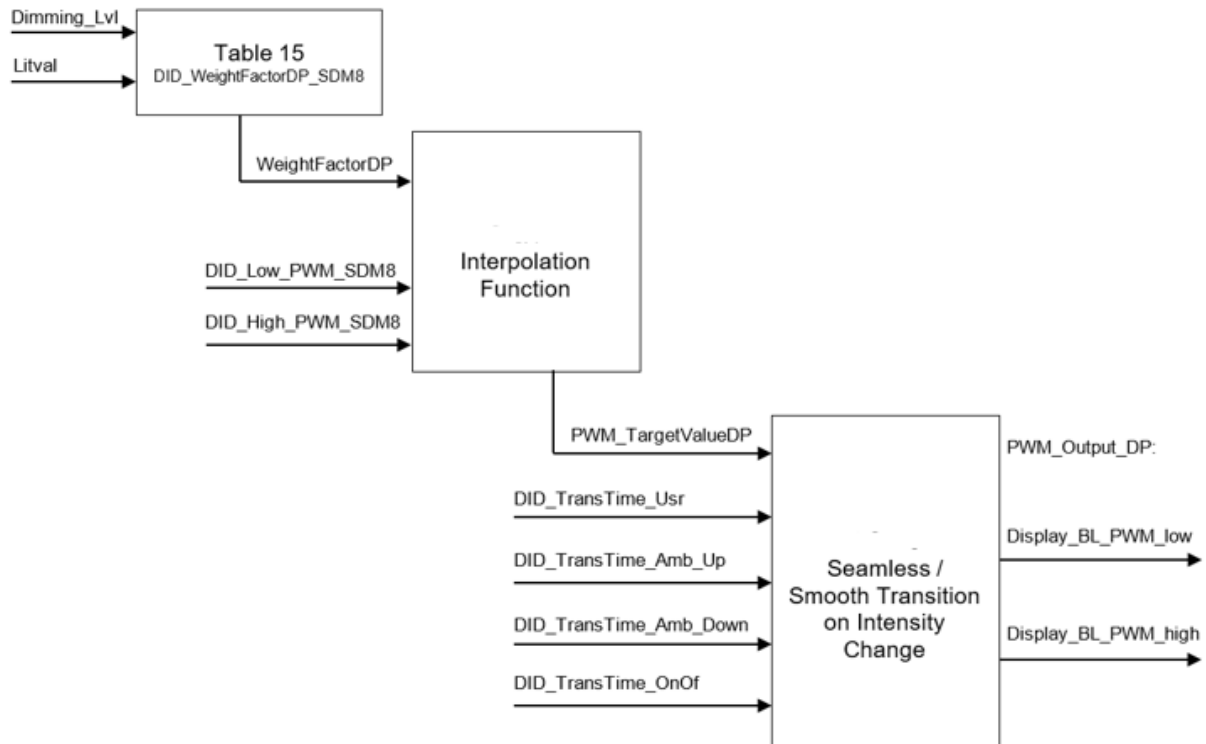 Dimming_Lvl
Litval
Table 15
DID_WeightFactorDP_SDM8
WeightFactorDP
DID_Low_PWM_SDM8
DID_High_PWM_SDM8
Interpolation
Function
PWM_TargetValueDP
DID_TransTime_Usr
DID_TransTime_Amb_Up
DID_TransTime_Amb_Down
DID_TransTime_OnOf
Seamless /
Smooth Transition
on Intensity
Change
PWM_Output_DP:
Display_BL_PWM_low
Display_BL_PWM_high